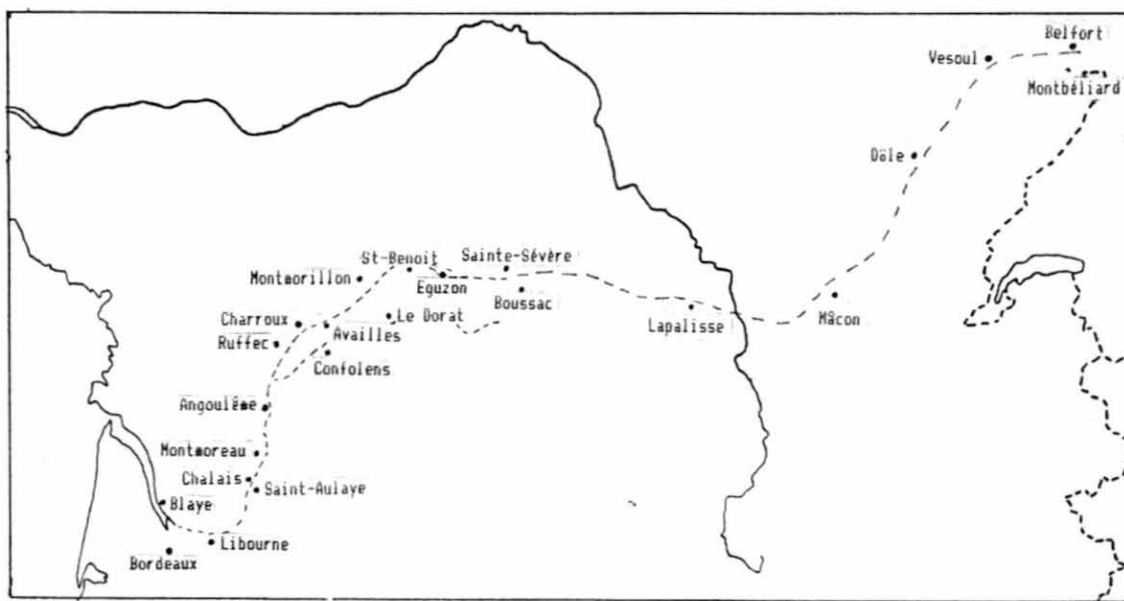 Belfort
Vesoul
Montbéliard
Dôle
St-Benoit
Sainte-Sévère
Montmorillon
Eguzon
Boussac
Le Dorat
Charroux
Availles
Lapalisse
Mâcon
Ruffec
Confolens
Angoulême
Montmoreau
Chalais
Saint-Aulaye
Blaye
Libourne
Bordeaux